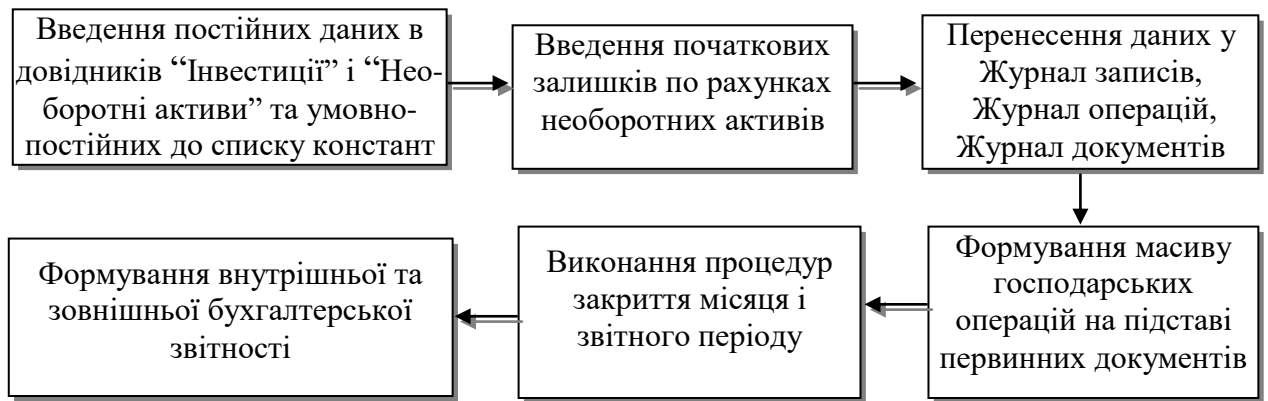 Введення постійних даних в
довідників “Інвестиції” і “Нео-
боротні активи” та умовно-
постійних до списку констант
Введення початкових
залишків по рахунках
необоротних активів
Перенесення даних у
Журнал записів,
Журнал операцій,
Журнал документів
Формування масиву
господарських
операцій на підставі
первинних документів
Виконання процедур
закриття місяця і
звітного періоду
Формування внутрішньої та
зовнішньої бухгалтерської
звітності